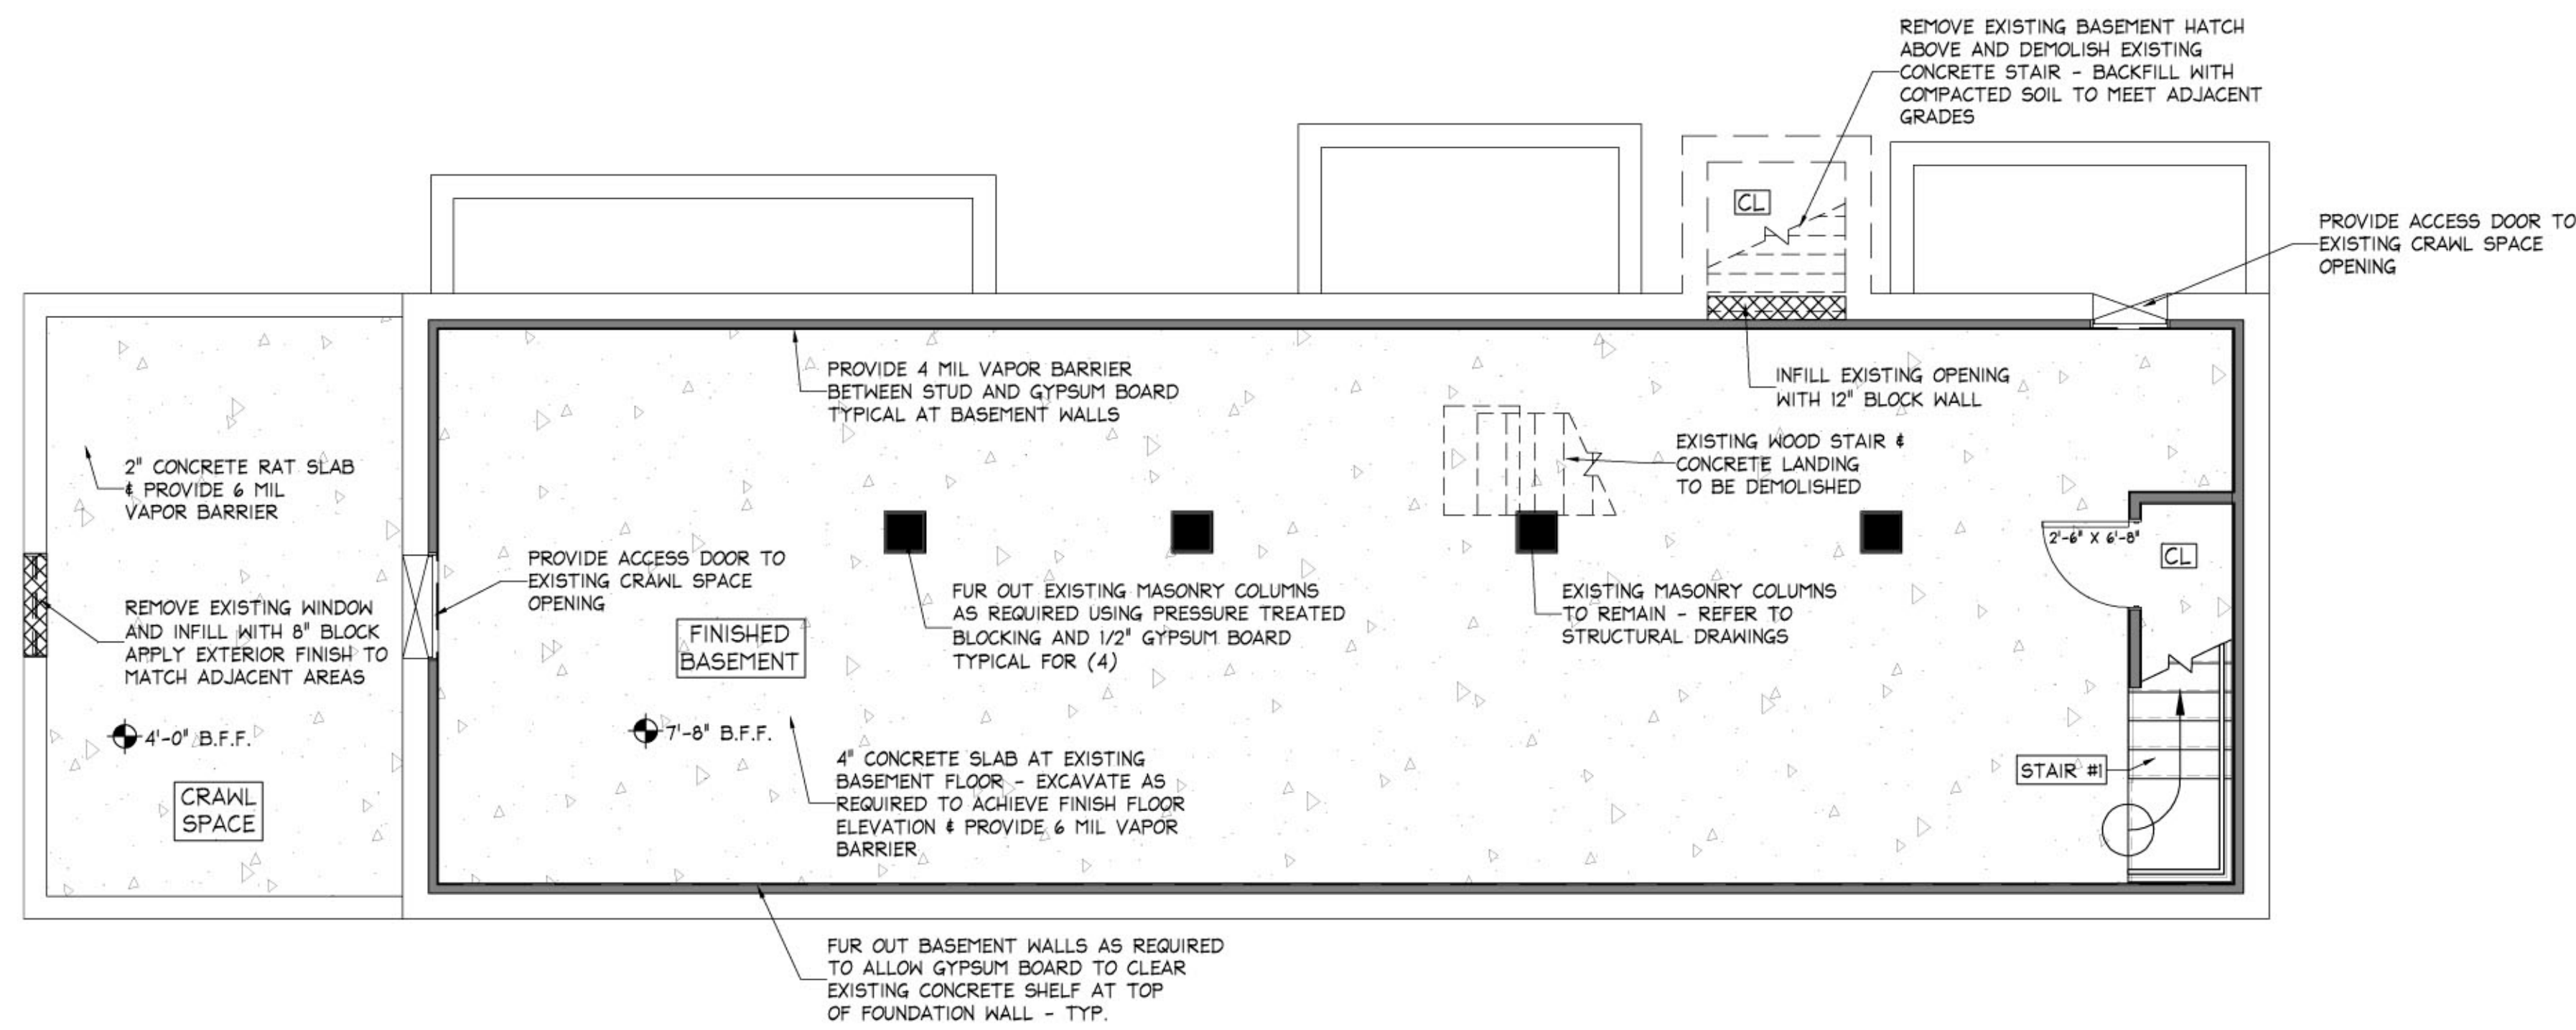 REMOVE EXISTING BASEMENT HATCH
ABOVE AND DEMOLISH EXISTING
CONCRETE STAIR - BACKFILL WITH
COMPACTED SOIL TO MEET ADJACENT
GRADES
CL
PROVIDE ACCESS DOOR TO
EXISTING CRAWL SPACE
OPENING
PROVIDE 4 MIL VAPOR BARRIER
BETWEEN STUD AND GYPSUM BOARD
TYPICAL AT BASEMENT WALLS
INFILL EXISTING OPENING
WITH 12" BLOCK WALL
EXISTING WOOD STAIR &
CONCRETE LANDING
TO BE DEMOLISHED
2" CONCRETE RAT SLAB
& PROVIDE 6 MIL
VAPOR BARRIER
2'-6" X 6'-8"
CL
PROVIDE ACCESS DOOR TO
EXISTING CRAWL SPACE
OPENING
FUR OUT EXISTING MASONRY COLUMNS
AS REQUIRED USING PRESSURE TREATED
BLOCKING AND 1/2" GYPSUM BOARD
TYPICAL FOR (4)
EXISTING MASONRY COLUMNS
TO REMAIN - REFER TO
STRUCTURAL DRAWINGS
REMOVE EXISTING WINDOW
AND INFILL WITH 8" BLOCK
APPLY EXTERIOR FINISH TO
MATCH ADJACENT AREAS
FINISHED
BASEMENT
4'-0" B.F.F.
7'-8" B.F.F.
4" CONCRETE SLAB AT EXISTING
BASEMENT FLOOR - EXCAVATE AS
REQUIRED TO ACHIEVE FINISH FLOOR
ELEVATION & PROVIDE 6 MIL VAPOR
BARRIER
STAIR #1
CRAWL
SPACE
FUR OUT BASEMENT WALLS AS REQUIRED
TO ALLOW GYPSUM BOARD TO CLEAR
EXISTING CONCRETE SHELF AT TOP
OF FOUNDATION WALL - TYP.